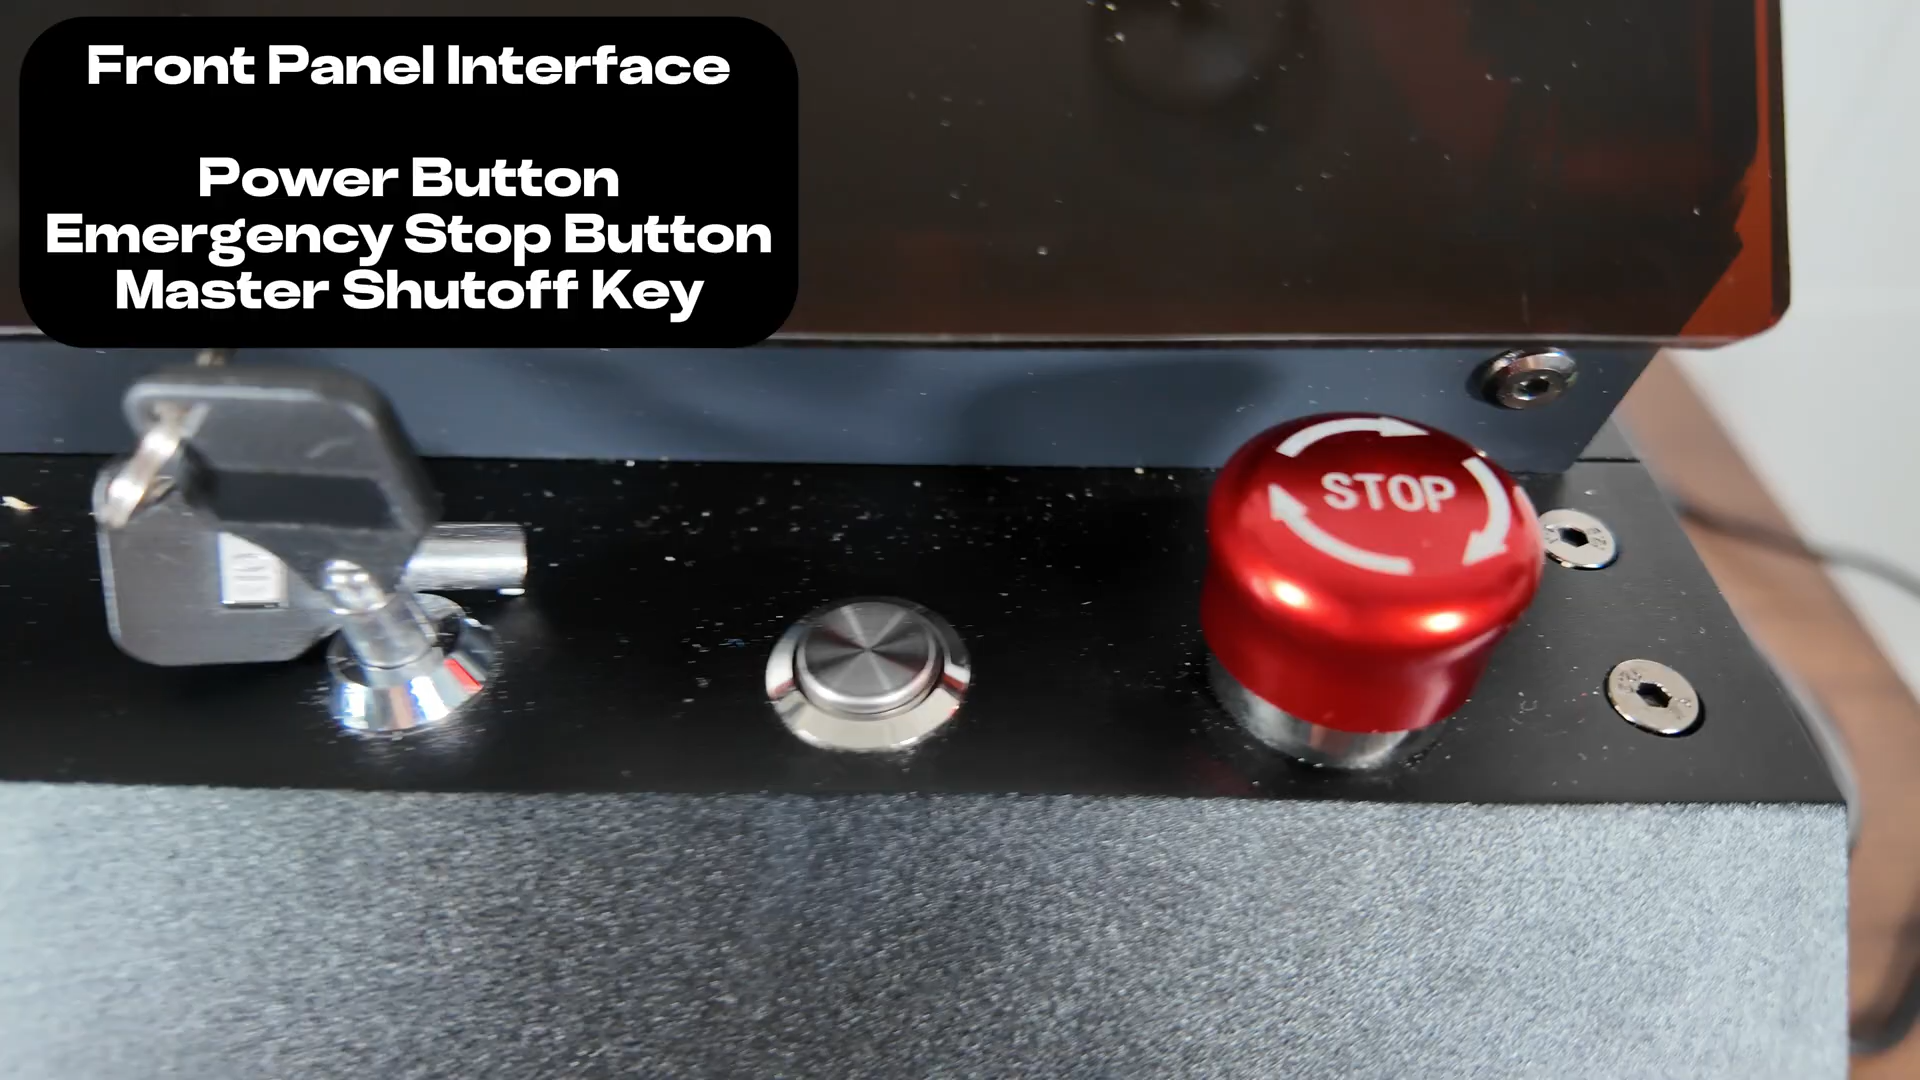 Front Panel Interface
Power Button
Emergency Stop Button
Master Shutoff Key
STOP